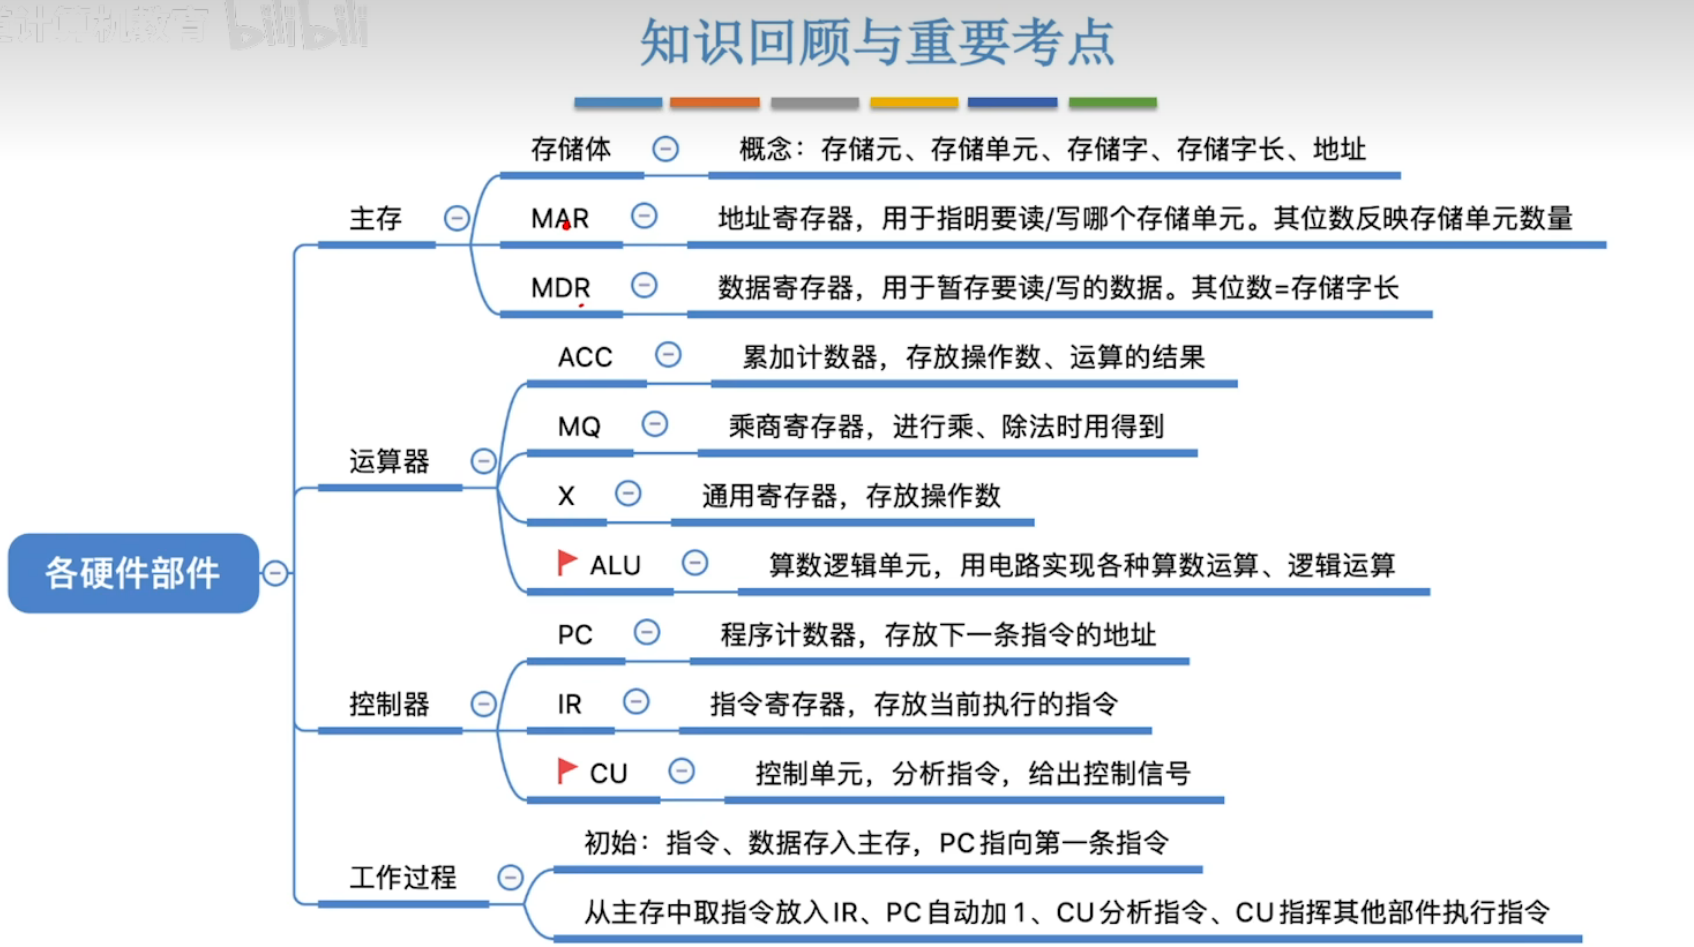 计算机教育 bilibili
知识回顾与重要考点
存储体 概念：存储元、存储单元、存储字、存储字长、地址
主存
MAR 地址寄存器，用于指明要读/写哪个存储单元。其位数反映存储单元数量
MDR 数据寄存器，用于暂存要读/写的数据。其位数=存储字长
ACC 累加计数器，存放操作数、运算的结果
MQ 乘商寄存器，进行乘、除法时用得到
运算器
X 通用寄存器，存放操作数
ALU 算数逻辑单元，用电路实现各种算数运算、逻辑运算
各硬件部件
PC 程序计数器，存放下一条指令的地址
控制器
IR 指令寄存器，存放当前执行的指令
CU 控制单元，分析指令，给出控制信号
初始：指令、数据存入主存，PC指向第一条指令
工作过程
从主存中取指令放入IR、PC自动加1、CU分析指令、CU指挥其他部件执行指令